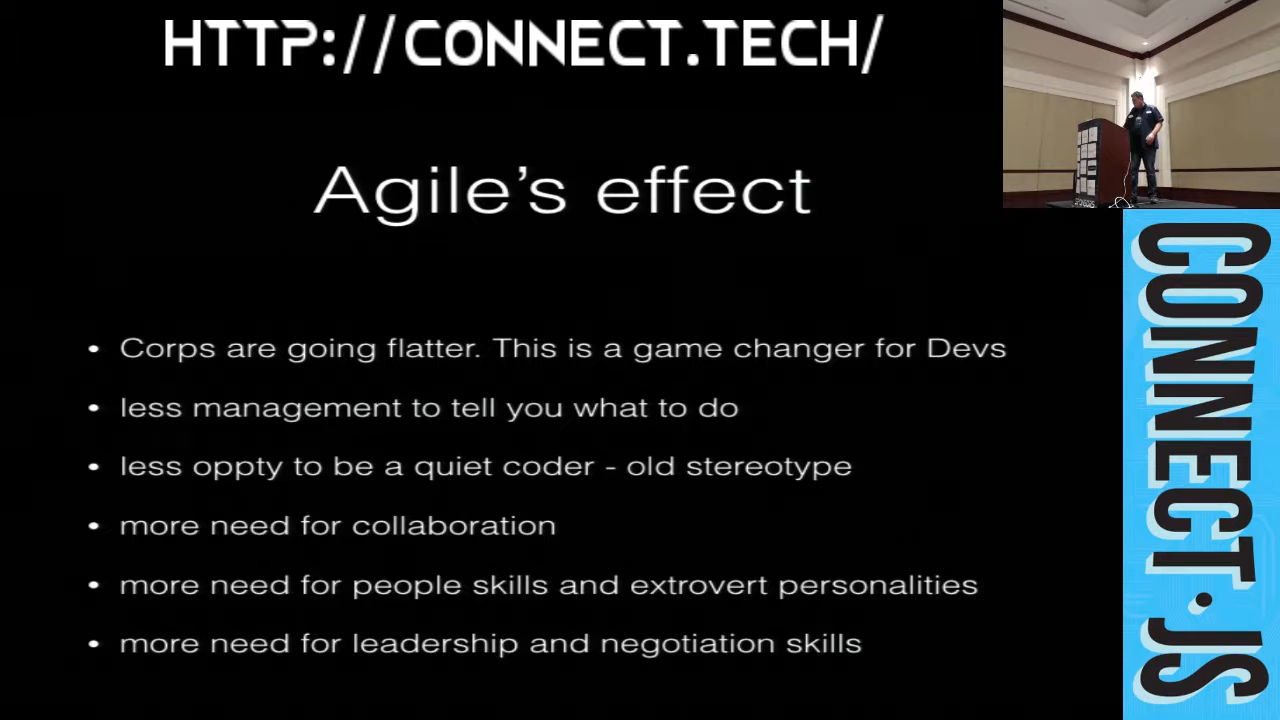 HTTP://CONNECT.TECH/
Agile's effect
• Corps are going flatter. This is a game changer for Devs
• less management to tell you what to do
• less oppty to be a quiet coder - old stereotype
• more need for collaboration
• more need for people skills and extrovert personalities
• more need for leadership and negotiation skills
CONNECT.JS